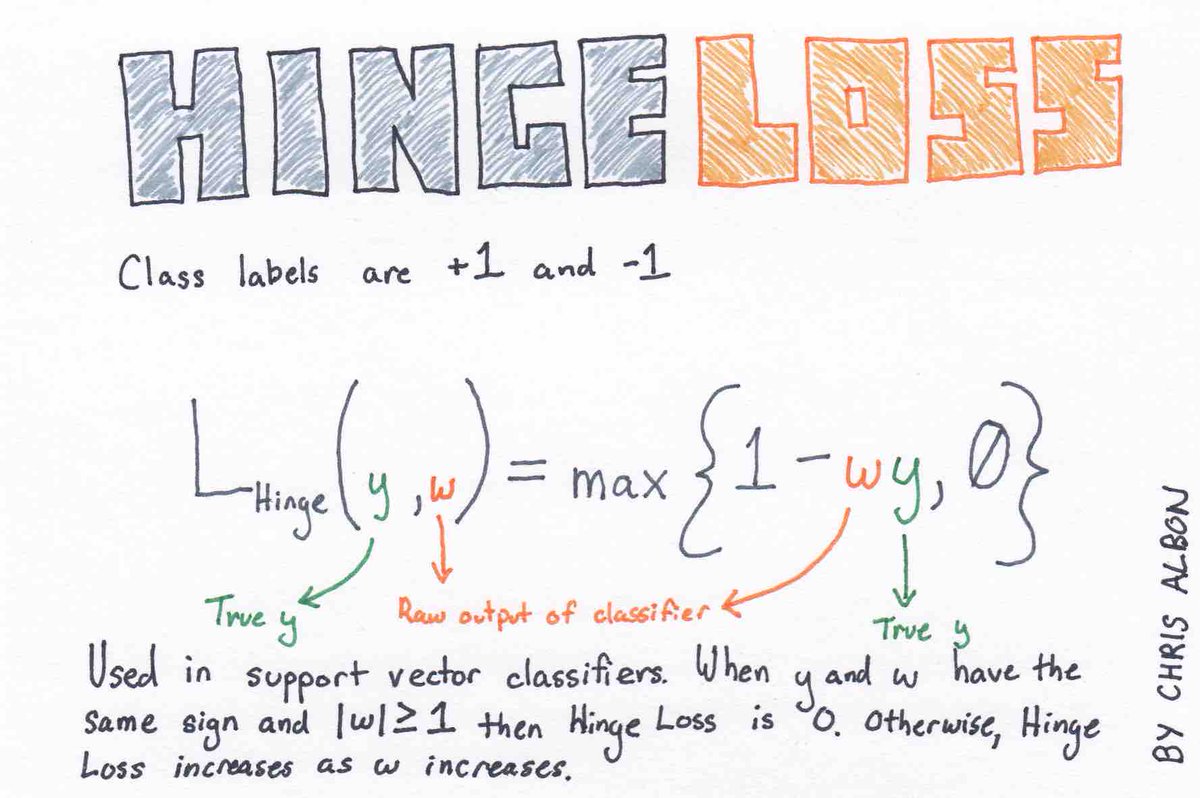 HINGE LOSS
Class labels are +1 and -1
L Hinge (y, w) = max {1 - wy, 0}
True y
Raw output of classifier
True y
Used in support vector classifiers. When y and w have the
same sign and |w| ≥ 1 then Hinge Loss is 0. Otherwise, Hinge
Loss increases as w increases.
BY CHRIS ALBON